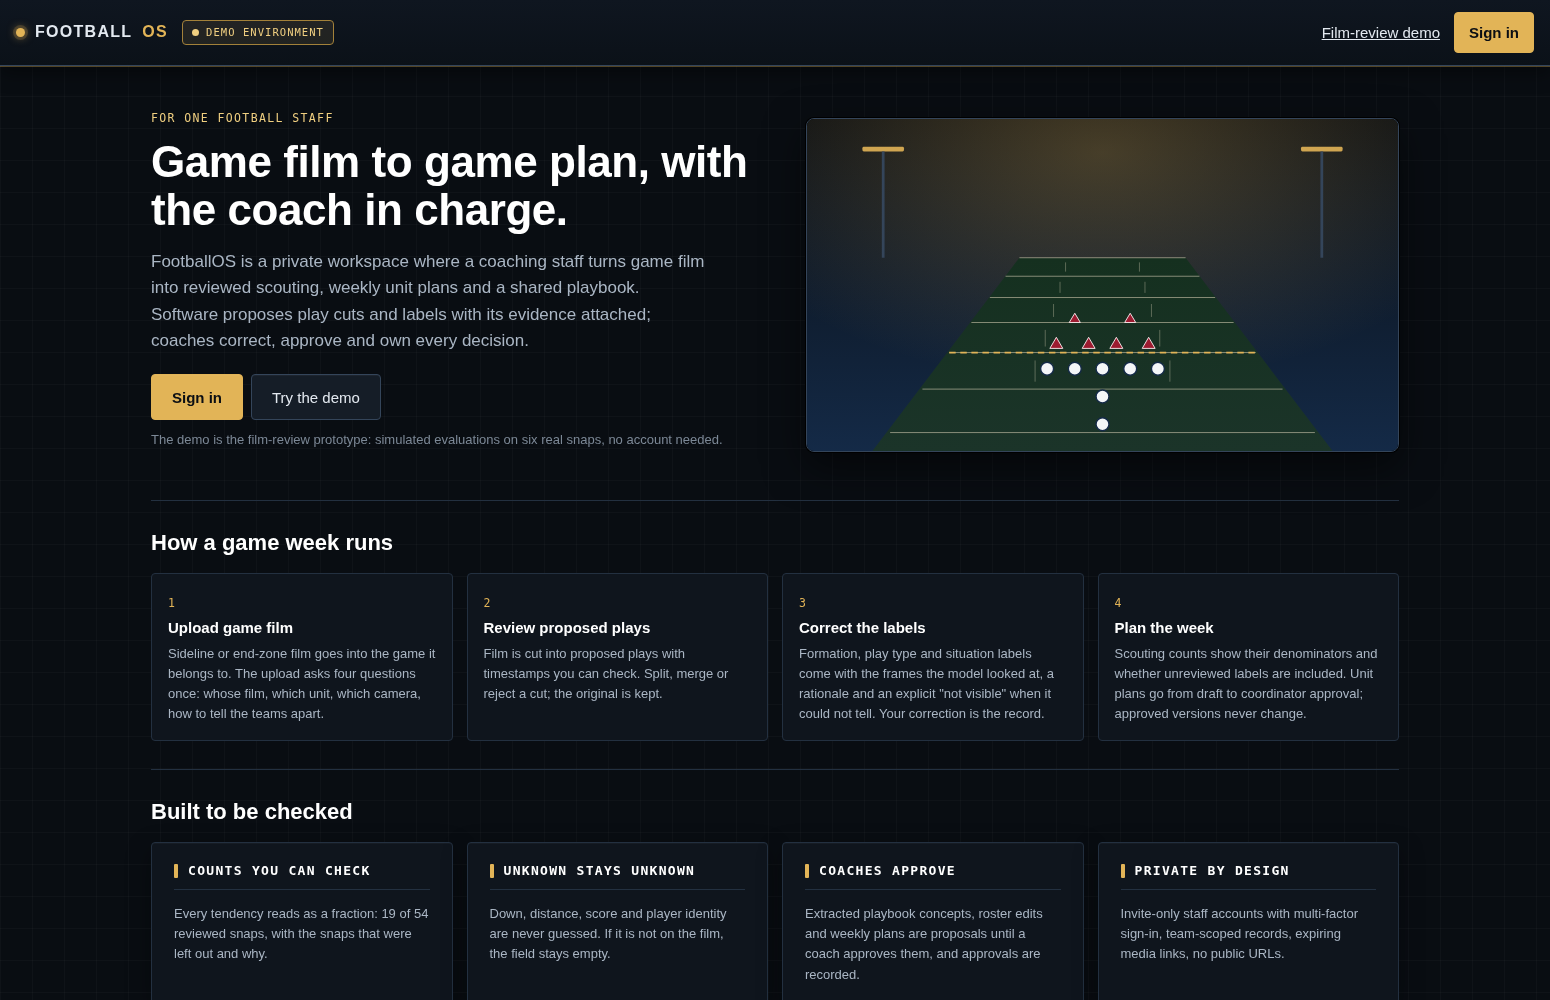 FOOTBALL OS
DEMO ENVIRONMENT
Film-review demo
Sign in
FOR ONE FOOTBALL STAFF
Game film to game plan, with
the coach in charge.
FootballOS is a private workspace where a coaching staff turns game film
into reviewed scouting, weekly unit plans and a shared playbook.
Software proposes play cuts and labels with its evidence attached;
coaches correct, approve and own every decision.
Sign in
Try the demo
The demo is the film-review prototype: simulated evaluations on six real snaps, no account needed.
How a game week runs
1
Upload game film
Sideline or end-zone film goes into the game it
belongs to. The upload asks four questions
once: whose film, which unit, which camera,
how to tell the teams apart.
2
Review proposed plays
Film is cut into proposed plays with
timestamps you can check. Split, merge or
reject a cut; the original is kept.
3
Correct the labels
Formation, play type and situation labels
come with the frames the model looked at, a
rationale and an explicit "not visible" when it
could not tell. Your correction is the record.
4
Plan the week
Scouting counts show their denominators and
whether unreviewed labels are included. Unit
plans go from draft to coordinator approval;
approved versions never change.
Built to be checked
COUNTS YOU CAN CHECK
Every tendency reads as a fraction: 19 of 54
reviewed snaps, with the snaps that were
left out and why.
UNKNOWN STAYS UNKNOWN
Down, distance, score and player identity
are never guessed. If it is not on the film,
the field stays empty.
COACHES APPROVE
Extracted playbook concepts, roster edits
and weekly plans are proposals until a
coach approves them, and approvals are
recorded.
PRIVATE BY DESIGN
Invite-only staff accounts with multi-factor
sign-in, team-scoped records, expiring
media links, no public URLs.